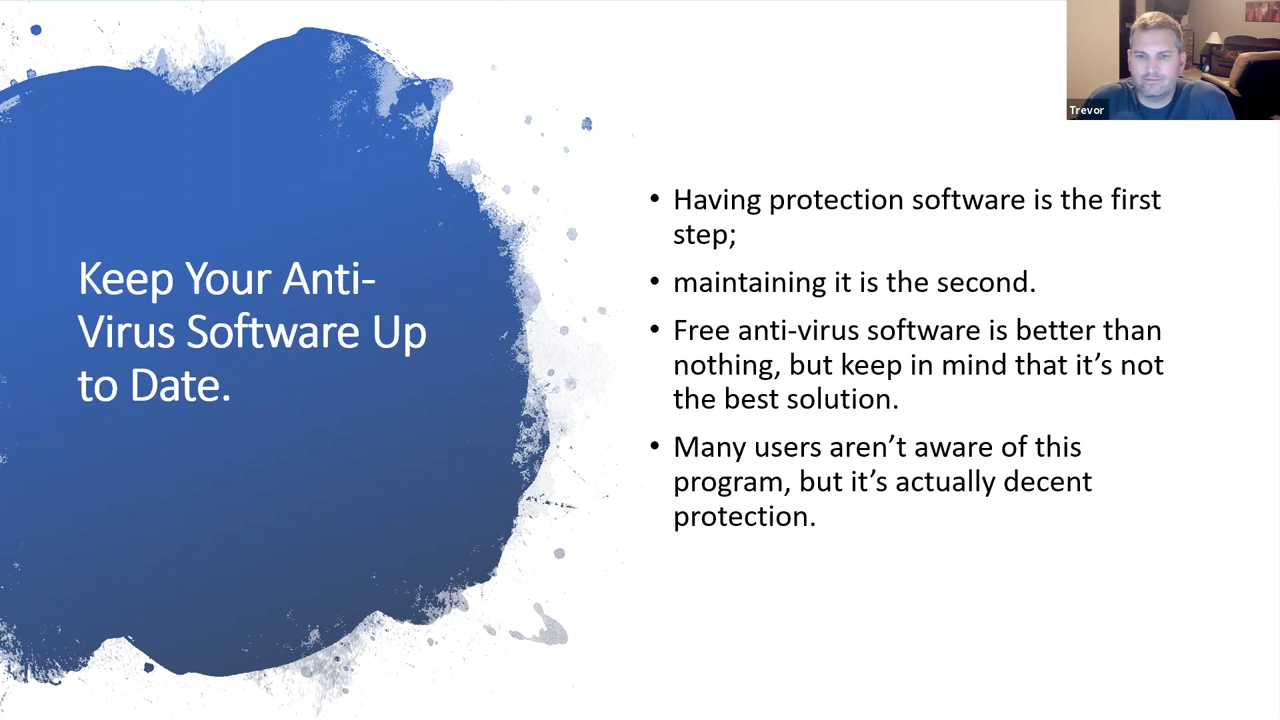 Trevor
Keep Your Anti-
Virus Software Up
to Date.
• Having protection software is the first
step;
• maintaining it is the second.
• Free anti-virus software is better than
nothing, but keep in mind that it’s not
the best solution.
• Many users aren’t aware of this
program, but it’s actually decent
protection.